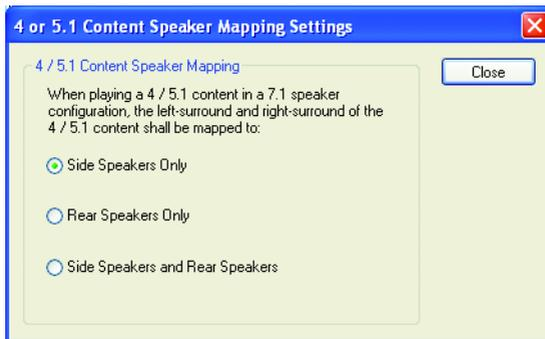 4 or 5.1 Content Speaker Mapping Settings
4 / 5.1 Content Speaker Mapping
Close
When playing a 4 / 5.1 content in a 7.1 speaker
configuration, the left-surround and right-surround of the
4 / 5.1 content shall be mapped to:
Side Speakers Only
Rear Speakers Only
Side Speakers and Rear Speakers